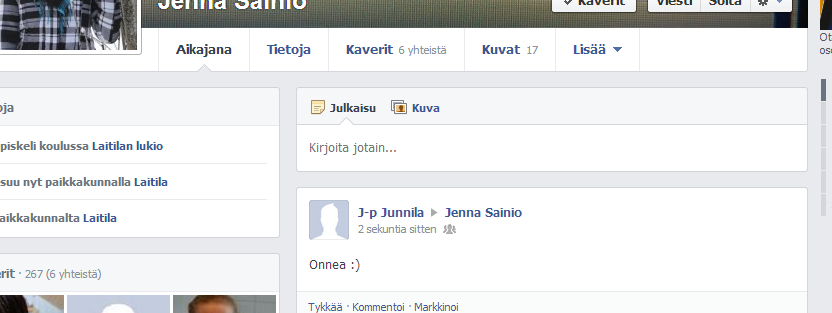 Jenna Sainio
Kaverit
Viesti
Soita
Aikajana
Tietoja
Kaverit 6 yhteistä
Kuvat 17
Lisää
Ot
os
oja
piskeli koulussa Laitilan lukio
suu nyt paikkakunnalla Laitila
aikkakunnalta Laitila
erit · 267 (6 yhteistä)
Julkaisu
Kuva
Kirjoita jotain...
J-p Junnila Jenna Sainio
2 sekuntia sitten
Onnea :)
Tykkää · Kommentoi · Markkinoi